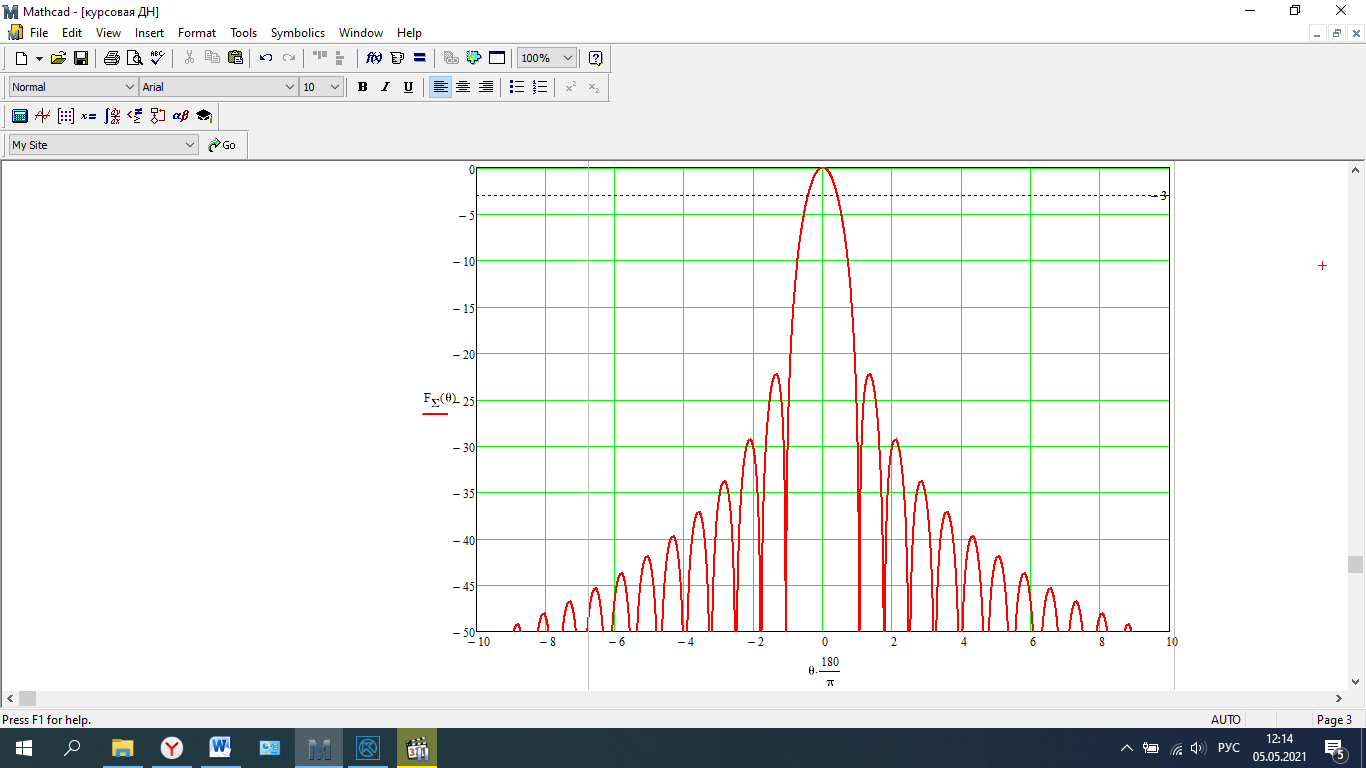 Mathcad - [курсовая ДН]
File Edit View Insert Format Tools Symbolics Window Help
100%
Normal Arial 10 B I U
My Site Go
0
−5
−10
−15
−20
−25
−30
−35
−40
−45
−50
−3
F_Σ(θ)
−10 −8 −6 −4 −2 0 2 4 6 8 10
θ·180/π
Press F1 for help. AUTO Page 3
РУС 12:14
05.05.2021 5